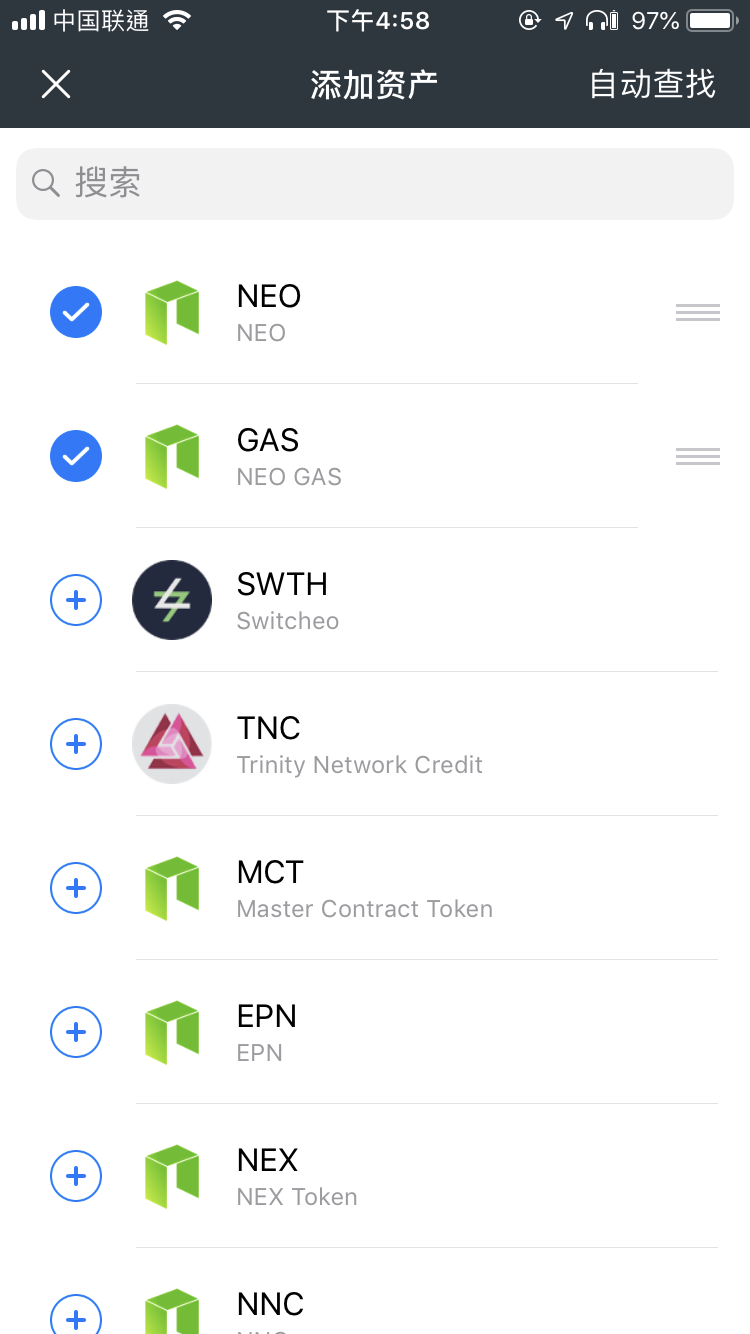 中国联通 下午4:58 97%
添加资产 自动查找
搜索
NEO
NEO
GAS
NEO GAS
SWTH
Switcheo
TNC
Trinity Network Credit
MCT
Master Contract Token
EPN
EPN
NEX
NEX Token
NNC